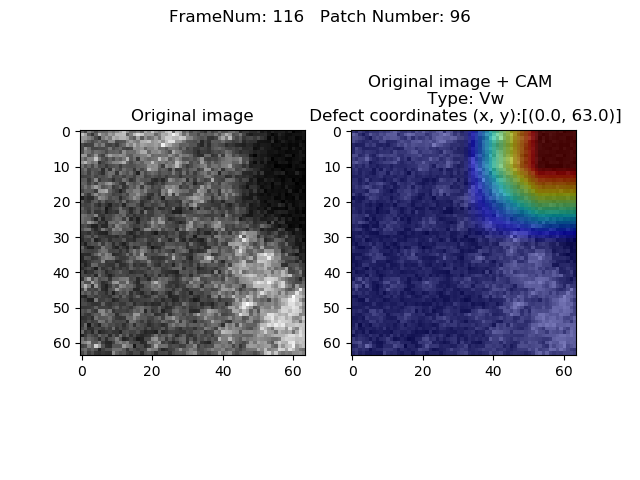 FrameNum: 116   Patch Number: 96
Original image
Original image + CAM
Type: Vw
Defect coordinates (x, y):[(0.0, 63.0)]
0
10
20
30
40
50
60
0 20 40 60
0
10
20
30
40
50
60
0 20 40 60